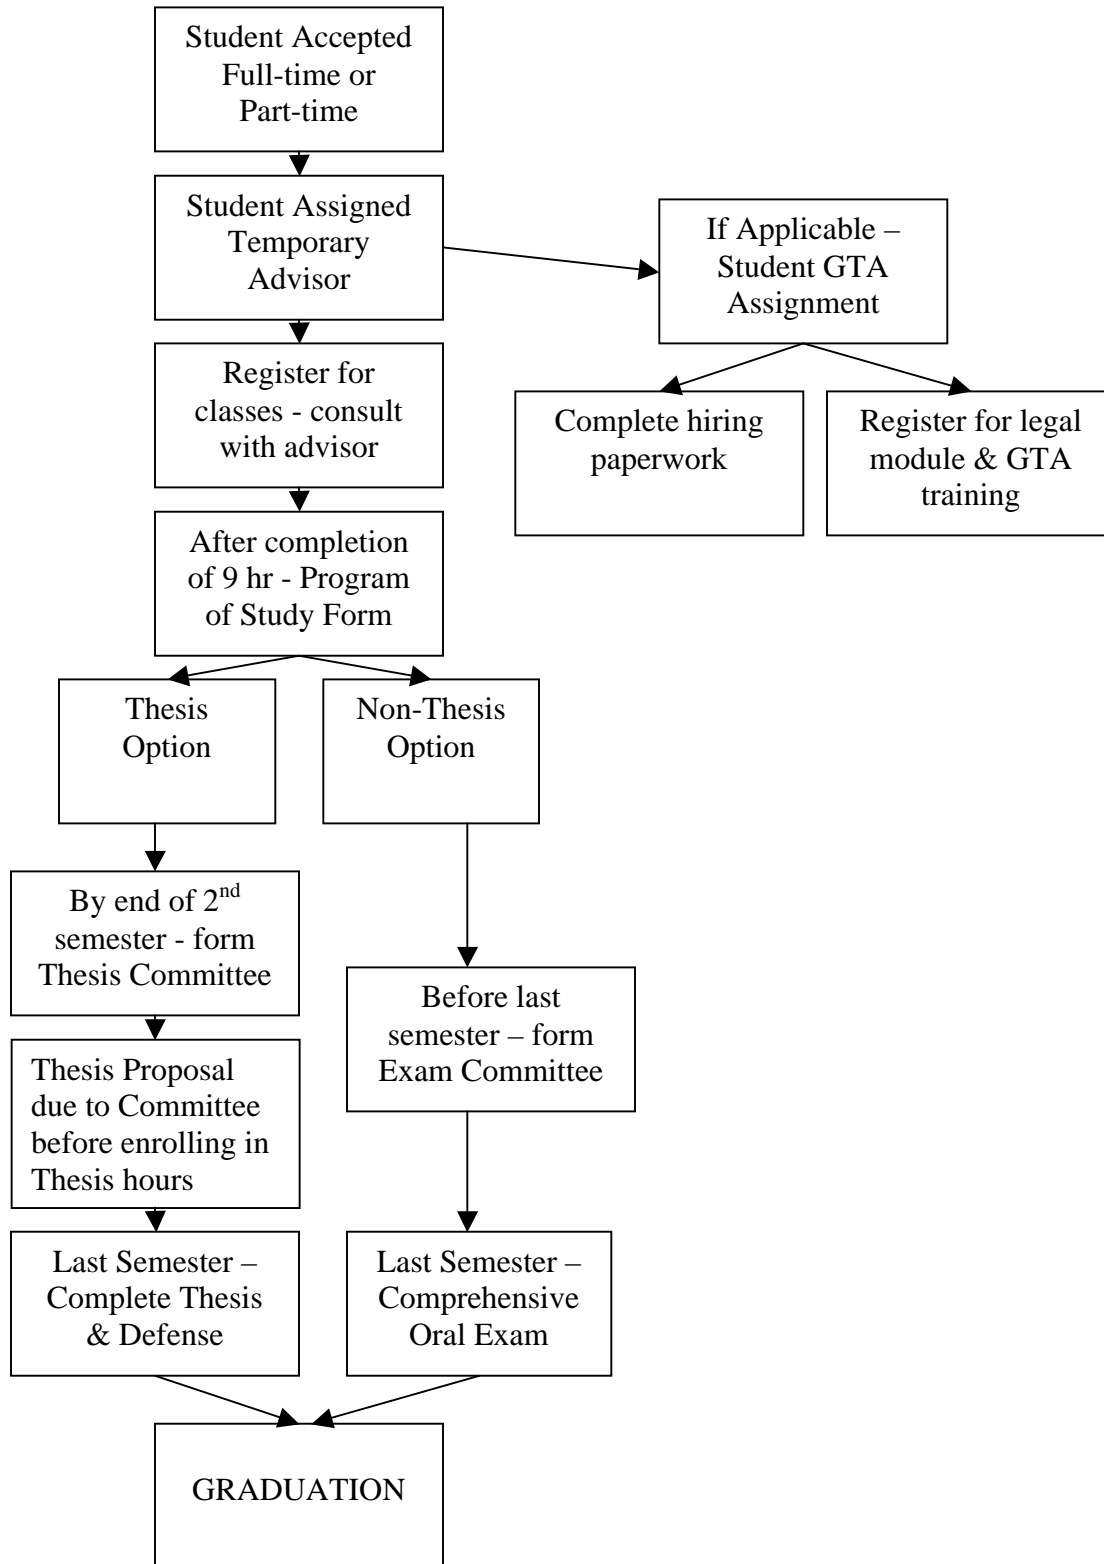 Student Accepted
Full-time or
Part-time
Student Assigned
Temporary
Advisor
If Applicable –
Student GTA
Assignment
Register for
classes - consult
with advisor
Complete hiring
paperwork
Register for legal
module & GTA
training
After completion
of 9 hr - Program
of Study Form
Thesis
Option
Non-Thesis
Option
By end of 2nd
semester - form
Thesis Committee
Before last
semester – form
Exam Committee
Thesis Proposal
due to Committee
before enrolling in
Thesis hours
Last Semester –
Complete Thesis
& Defense
Last Semester –
Comprehensive
Oral Exam
GRADUATION